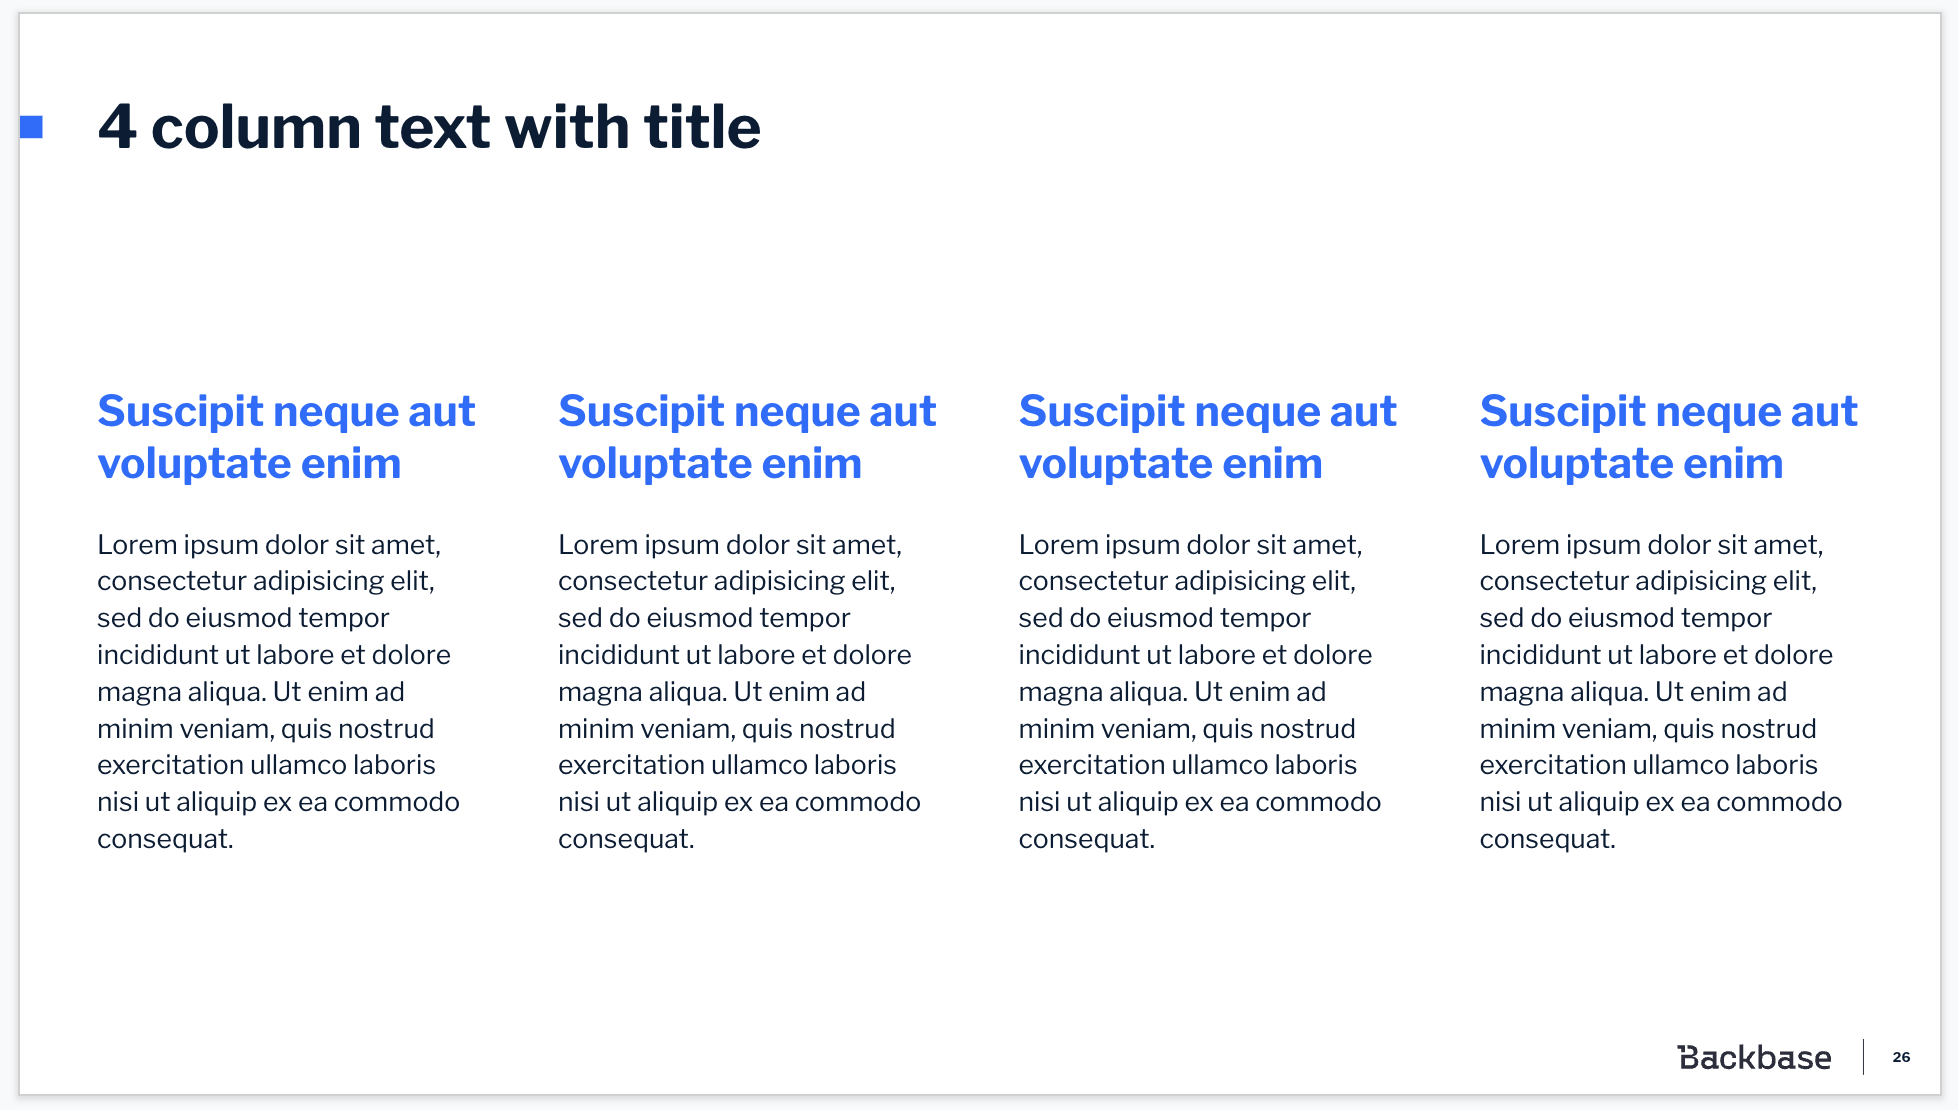 4 column text with title
Suscipit neque aut
voluptate enim
Lorem ipsum dolor sit amet,
consectetur adipisicing elit,
sed do eiusmod tempor
incididunt ut labore et dolore
magna aliqua. Ut enim ad
minim veniam, quis nostrud
exercitation ullamco laboris
nisi ut aliquip ex ea commodo
consequat.
Suscipit neque aut
voluptate enim
Lorem ipsum dolor sit amet,
consectetur adipisicing elit,
sed do eiusmod tempor
incididunt ut labore et dolore
magna aliqua. Ut enim ad
minim veniam, quis nostrud
exercitation ullamco laboris
nisi ut aliquip ex ea commodo
consequat.
Suscipit neque aut
voluptate enim
Lorem ipsum dolor sit amet,
consectetur adipisicing elit,
sed do eiusmod tempor
incididunt ut labore et dolore
magna aliqua. Ut enim ad
minim veniam, quis nostrud
exercitation ullamco laboris
nisi ut aliquip ex ea commodo
consequat.
Suscipit neque aut
voluptate enim
Lorem ipsum dolor sit amet,
consectetur adipisicing elit,
sed do eiusmod tempor
incididunt ut labore et dolore
magna aliqua. Ut enim ad
minim veniam, quis nostrud
exercitation ullamco laboris
nisi ut aliquip ex ea commodo
consequat.
Backbase
26